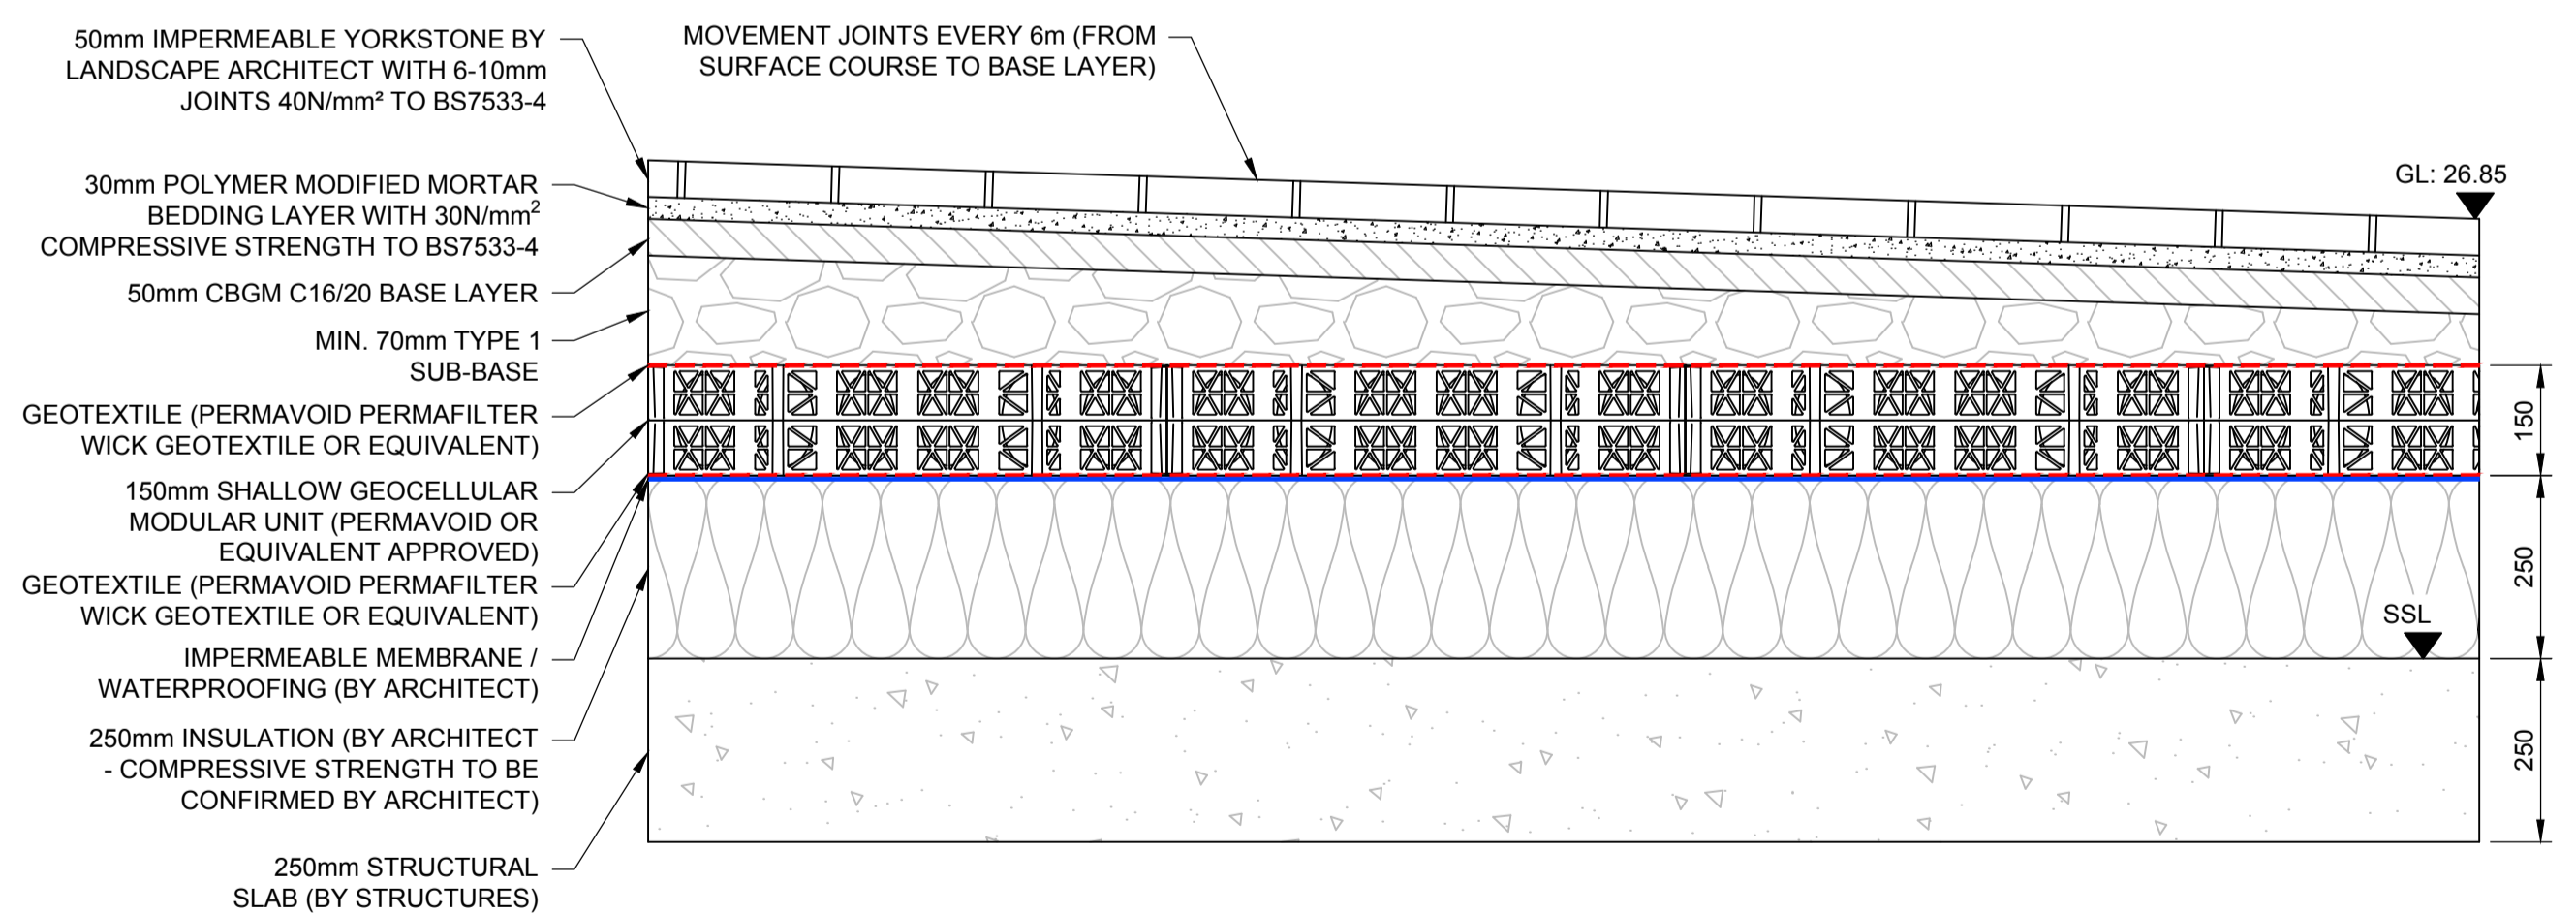 50mm IMPERMEABLE YORKSTONE BY
LANDSCAPE ARCHITECT WITH 6-10mm
JOINTS 40N/mm² TO BS7533-4
MOVEMENT JOINTS EVERY 6m (FROM
SURFACE COURSE TO BASE LAYER)
GL: 26.85
30mm POLYMER MODIFIED MORTAR
BEDDING LAYER WITH 30N/mm²
COMPRESSIVE STRENGTH TO BS7533-4
50mm CBGM C16/20 BASE LAYER
MIN. 70mm TYPE 1
SUB-BASE
GEOTEXTILE (PERMAVOID PERMAFILTER
WICK GEOTEXTILE OR EQUIVALENT)
150mm SHALLOW GEOCELLULAR
MODULAR UNIT (PERMAVOID OR
EQUIVALENT APPROVED)
GEOTEXTILE (PERMAVOID PERMAFILTER
WICK GEOTEXTILE OR EQUIVALENT)
IMPERMEABLE MEMBRANE /
WATERPROOFING (BY ARCHITECT)
250mm INSULATION (BY ARCHITECT
- COMPRESSIVE STRENGTH TO BE
CONFIRMED BY ARCHITECT)
250mm STRUCTURAL
SLAB (BY STRUCTURES)
150
250
SSL
250